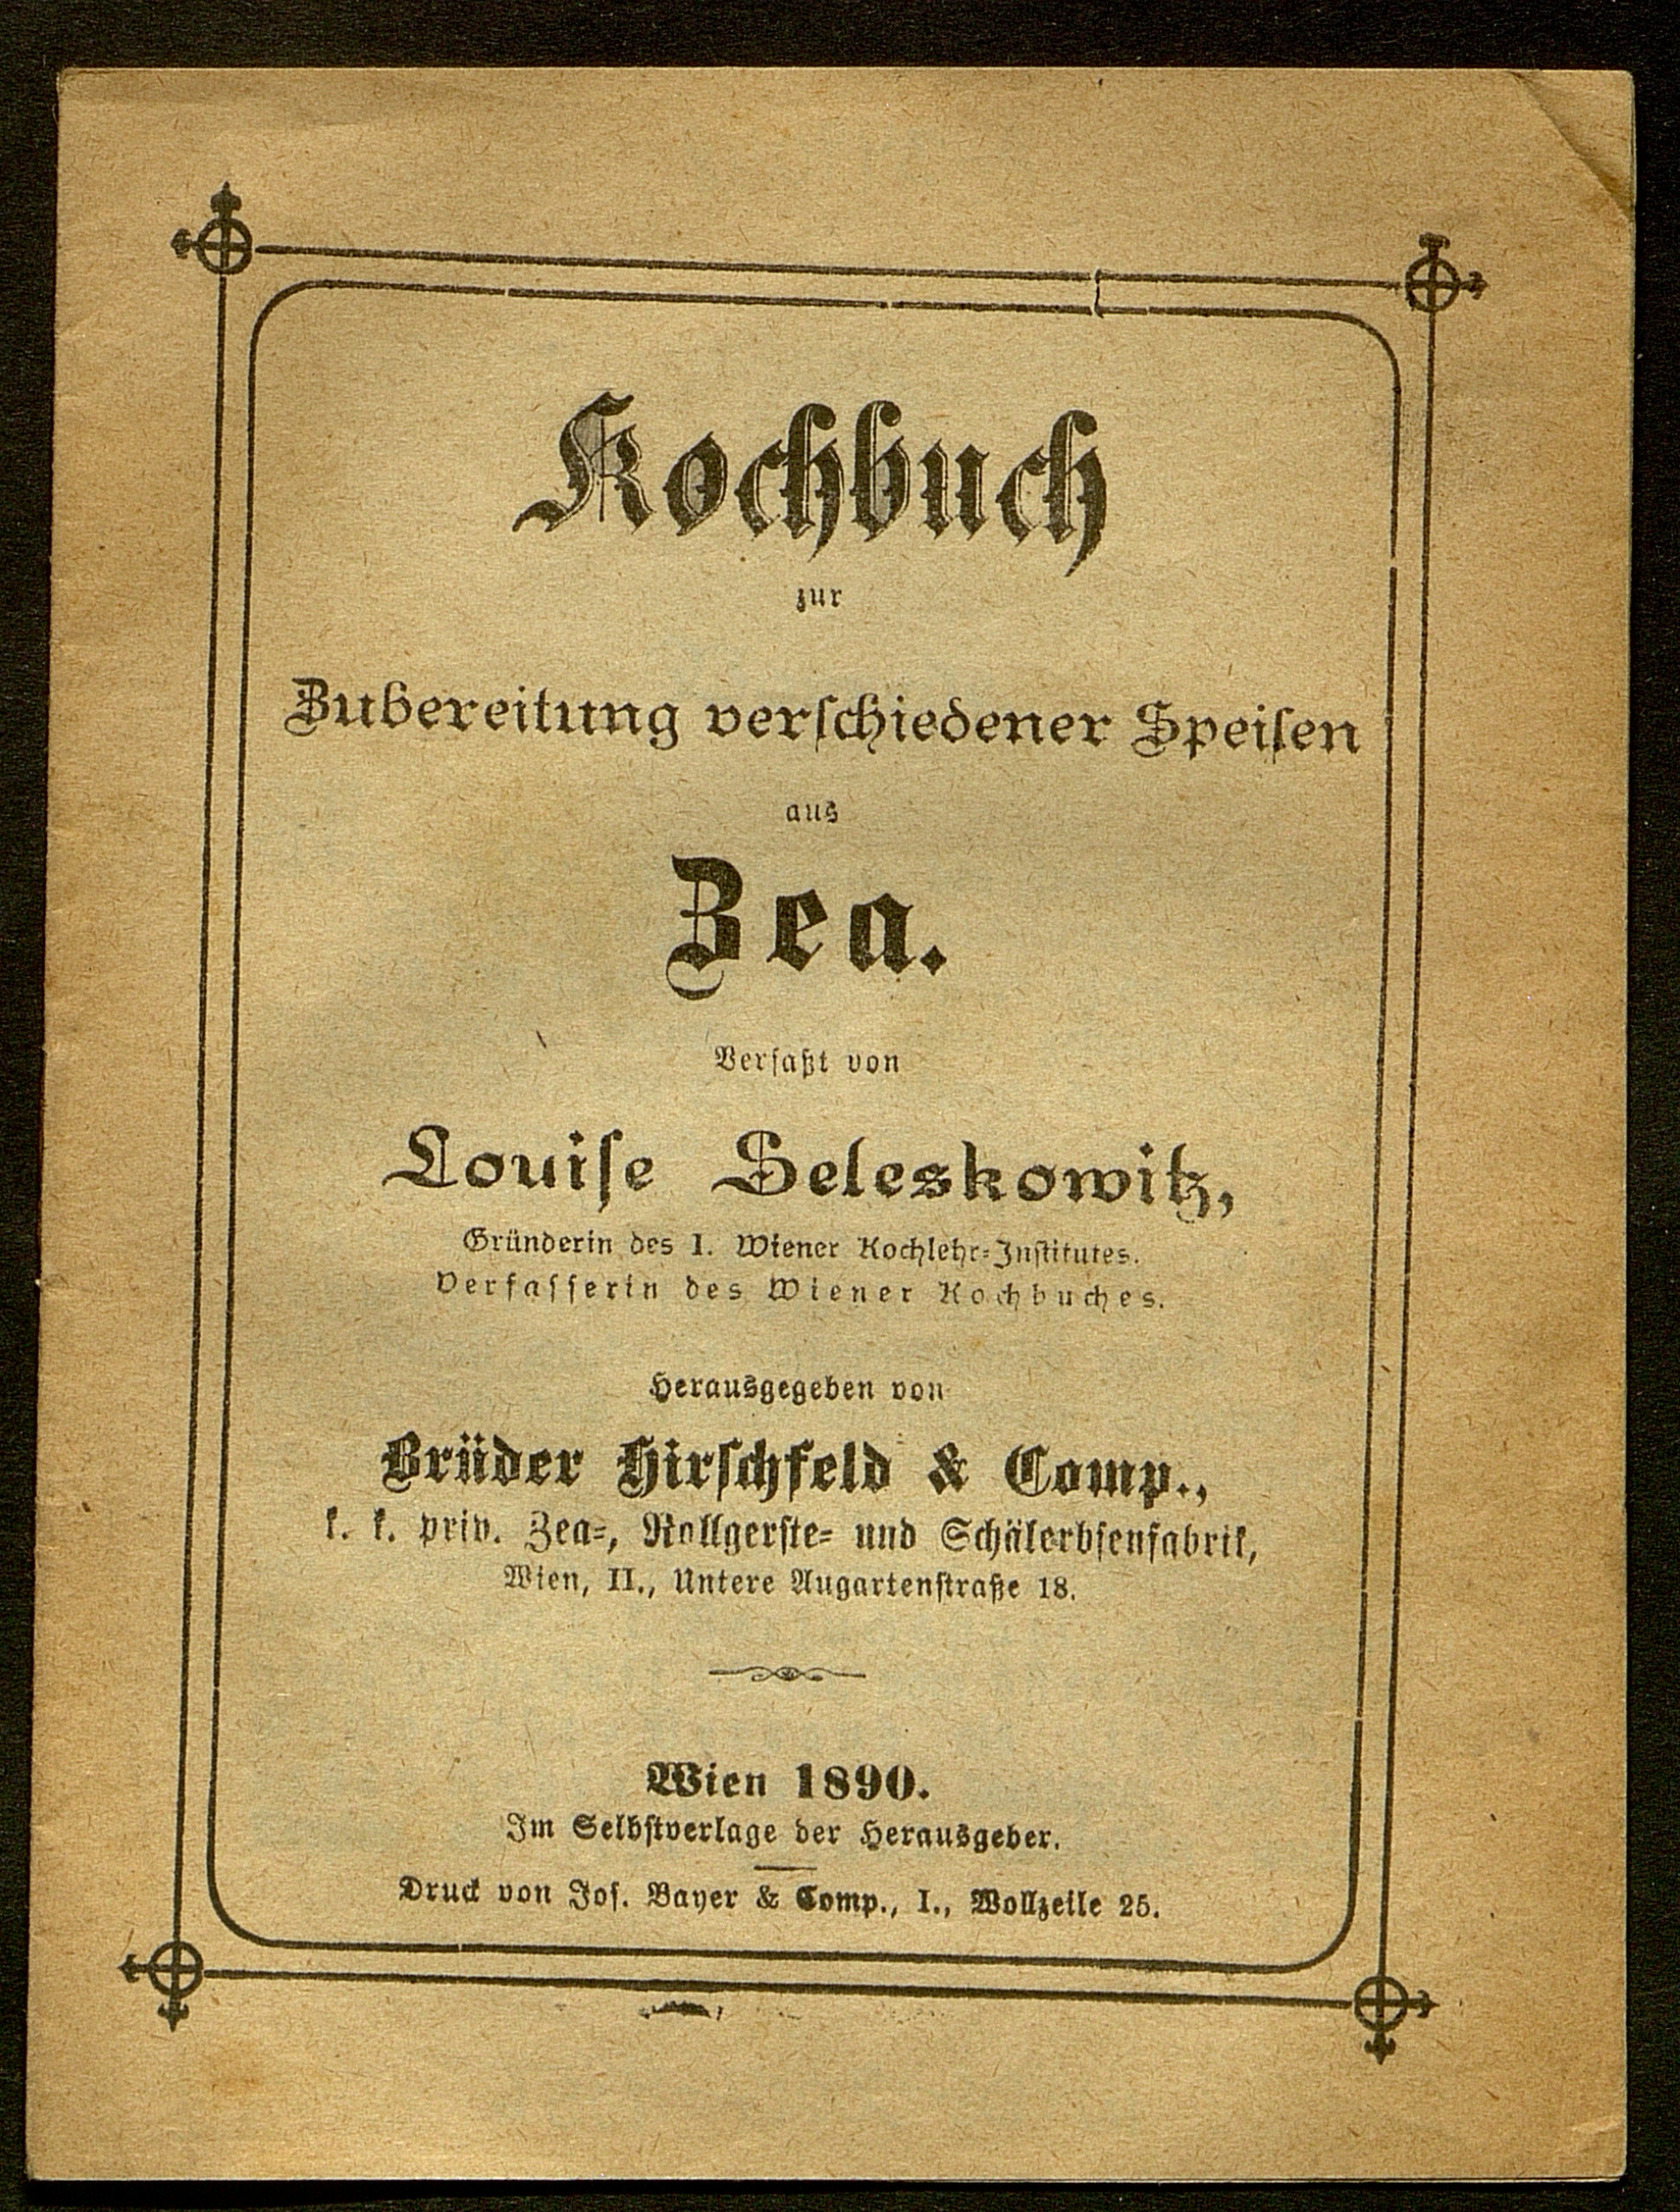 Kochbuch
zur
Zubereitung verschiedener Speisen
aus
Zea.
Verfaßt von
Louise Seleskowitz,
Gründerin des I. Wiener Kochlehr-Institutes.
Verfasserin des Wiener Kochbuches.
Herausgegeben von
Brüder Hirschfeld & Comp.,
k. k. priv. Zea-, Rollgerste- und Schälerbsenfabrik,
Wien, II., Untere Augartenstraße 18.
Wien 1890.
Im Selbstverlage der Herausgeber.
Druck von Jos. Bayer & Comp., I., Wollzeile 25.